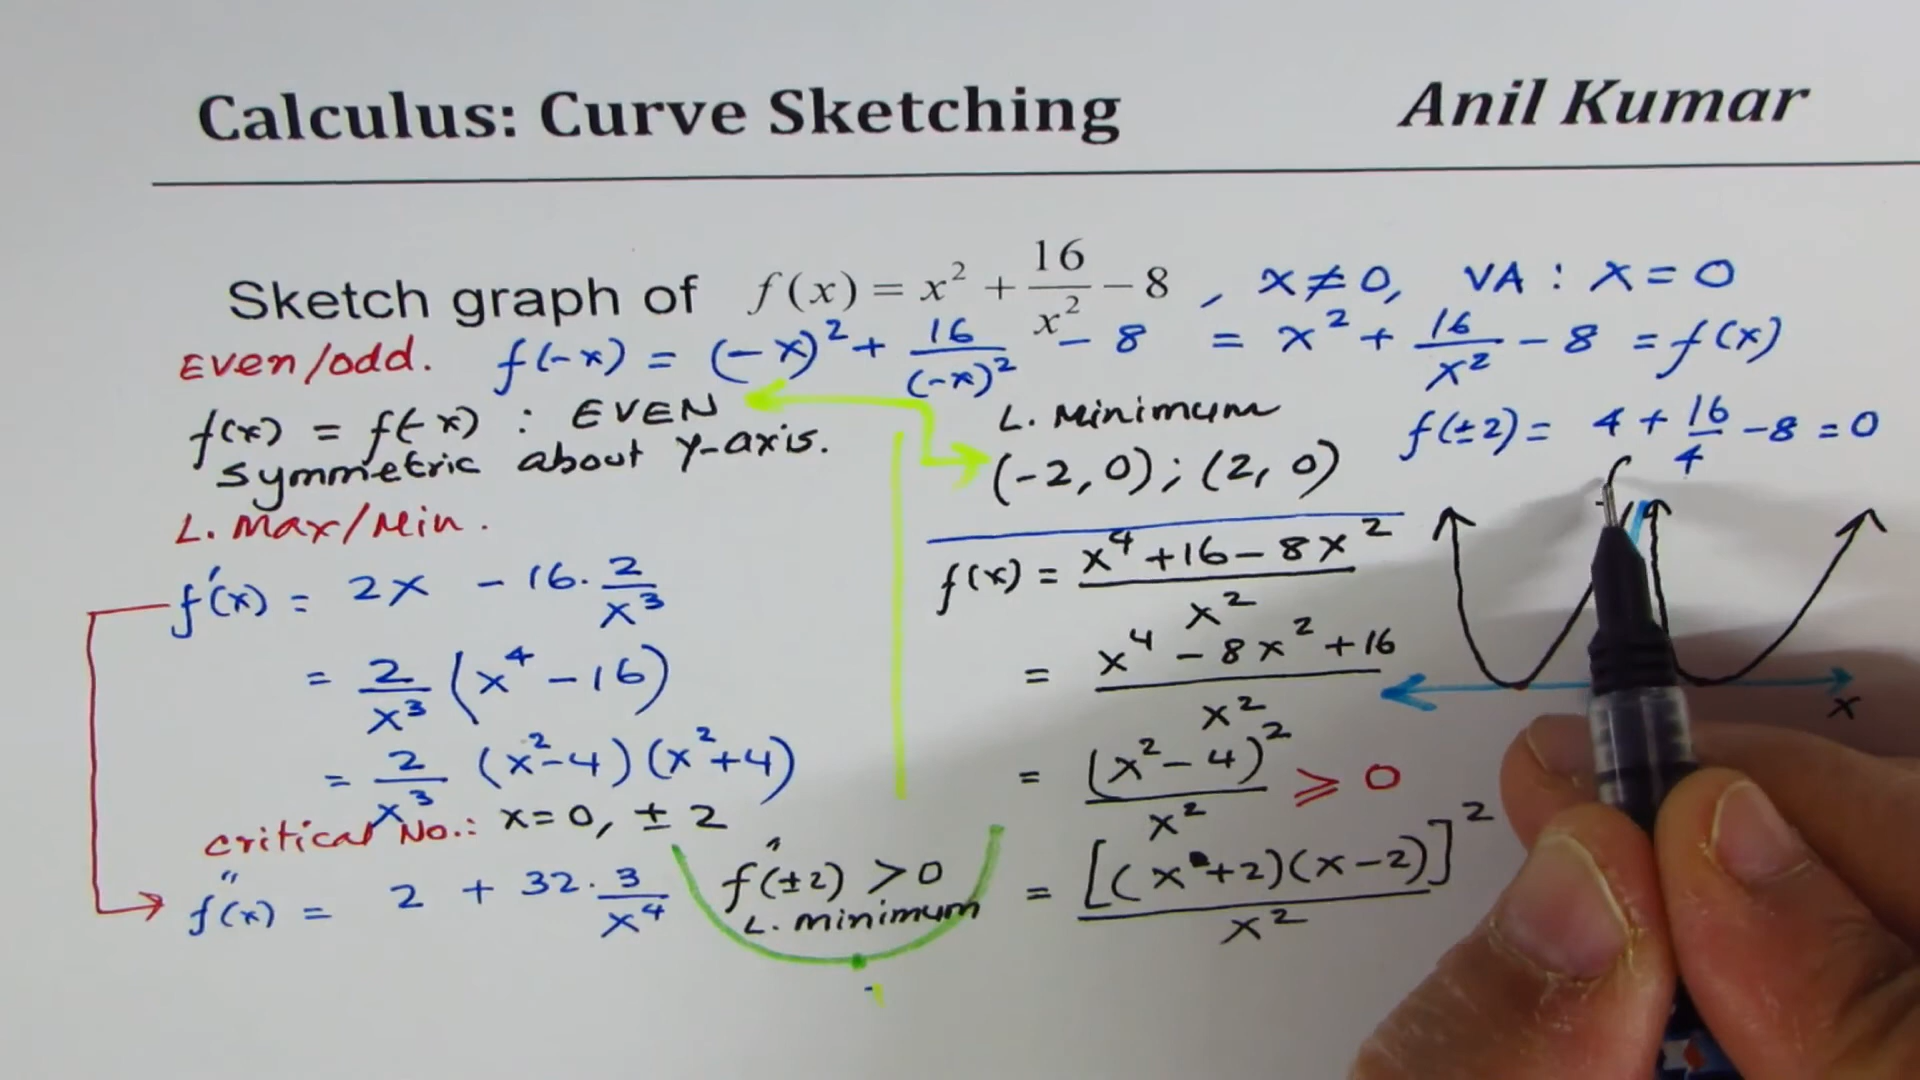 Calculus: Curve Sketching Anil Kumar
Sketch graph of f(x) = x² + 16/x² − 8 , x ≠ 0, VA : x = 0
Even/odd. f(-x) = (-x)² + 16/(-x)² - 8 = x² + 16/x² - 8 = f(x)
f(x) = f(-x) : EVEN
symmetric about y-axis.
L. Max/Min.
f'(x) = 2x - 16·2/x³
= 2/x³ (x⁴ - 16)
= 2/x³ (x² - 4)(x² + 4)
critical No.: x = 0, ± 2
f''(x) = 2 + 32·3/x⁴
f''(±2) > 0
L. minimum
L. Minimum
(-2, 0) ; (2, 0)
f(±2) = 4 + 16/4 - 8 = 0
f(x) = x⁴ + 16 - 8x² / x²
= x⁴ - 8x² + 16 / x²
= (x² - 4)² / x² ⩾ 0
= [(x + 2)(x - 2)]² / x²
x